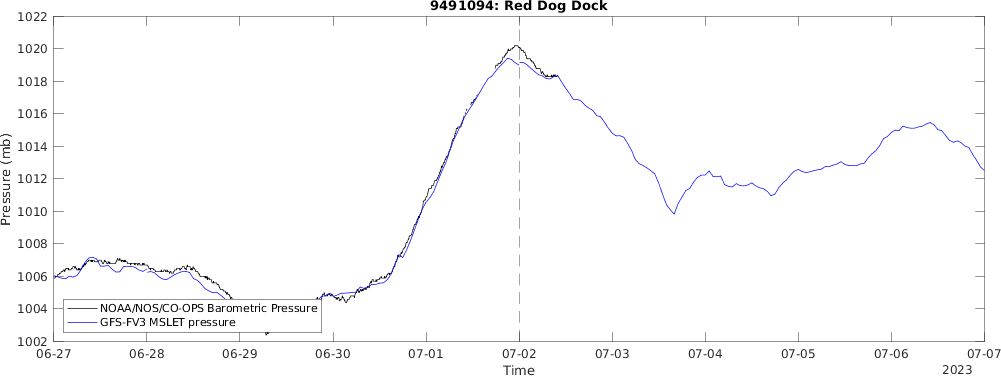 9491094: Red Dog Dock
1022
1020
1018
1016
1014
1012
1010
1008
1006
1004
1002
Pressure (mb)
NOAA/NOS/CO-OPS Barometric Pressure
GFS-FV3 MSLET pressure
06-27 06-28 06-29 06-30 07-01 07-02 07-03 07-04 07-05 07-06 07-07
Time
2023